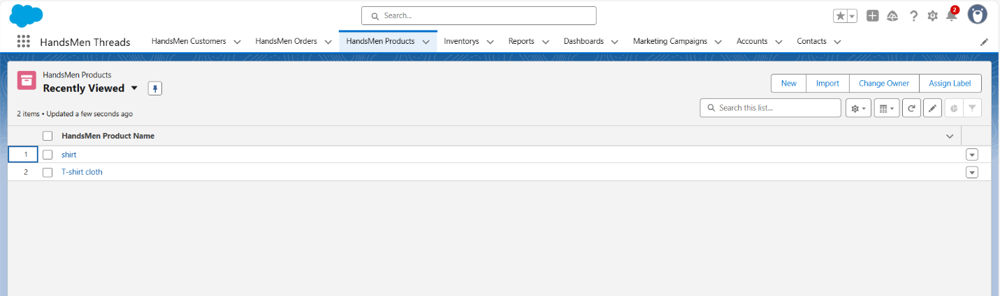 Search...
2
HandsMen Threads
HandsMen Customers
HandsMen Orders
HandsMen Products
Inventorys
Reports
Dashboards
Marketing Campaigns
Accounts
Contacts
HandsMen Products
Recently Viewed
New
Import
Change Owner
Assign Label
2 items • Updated a few seconds ago
Search this list...
HandsMen Product Name
1 shirt
2 T-shirt cloth